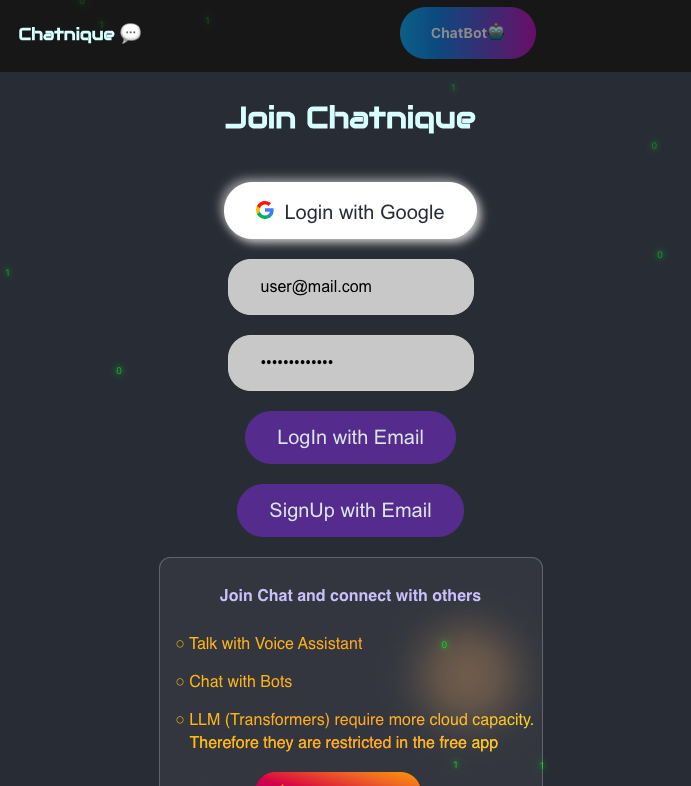 Chatnique 💬
ChatBot🤖
Join Chatnique
Login with Google
user@mail.com
•••••••••••••
LogIn with Email
SignUp with Email
Join Chat and connect with others
○ Talk with Voice Assistant
○ Chat with Bots
○ LLM (Transformers) require more cloud capacity.
Therefore they are restricted in the free app